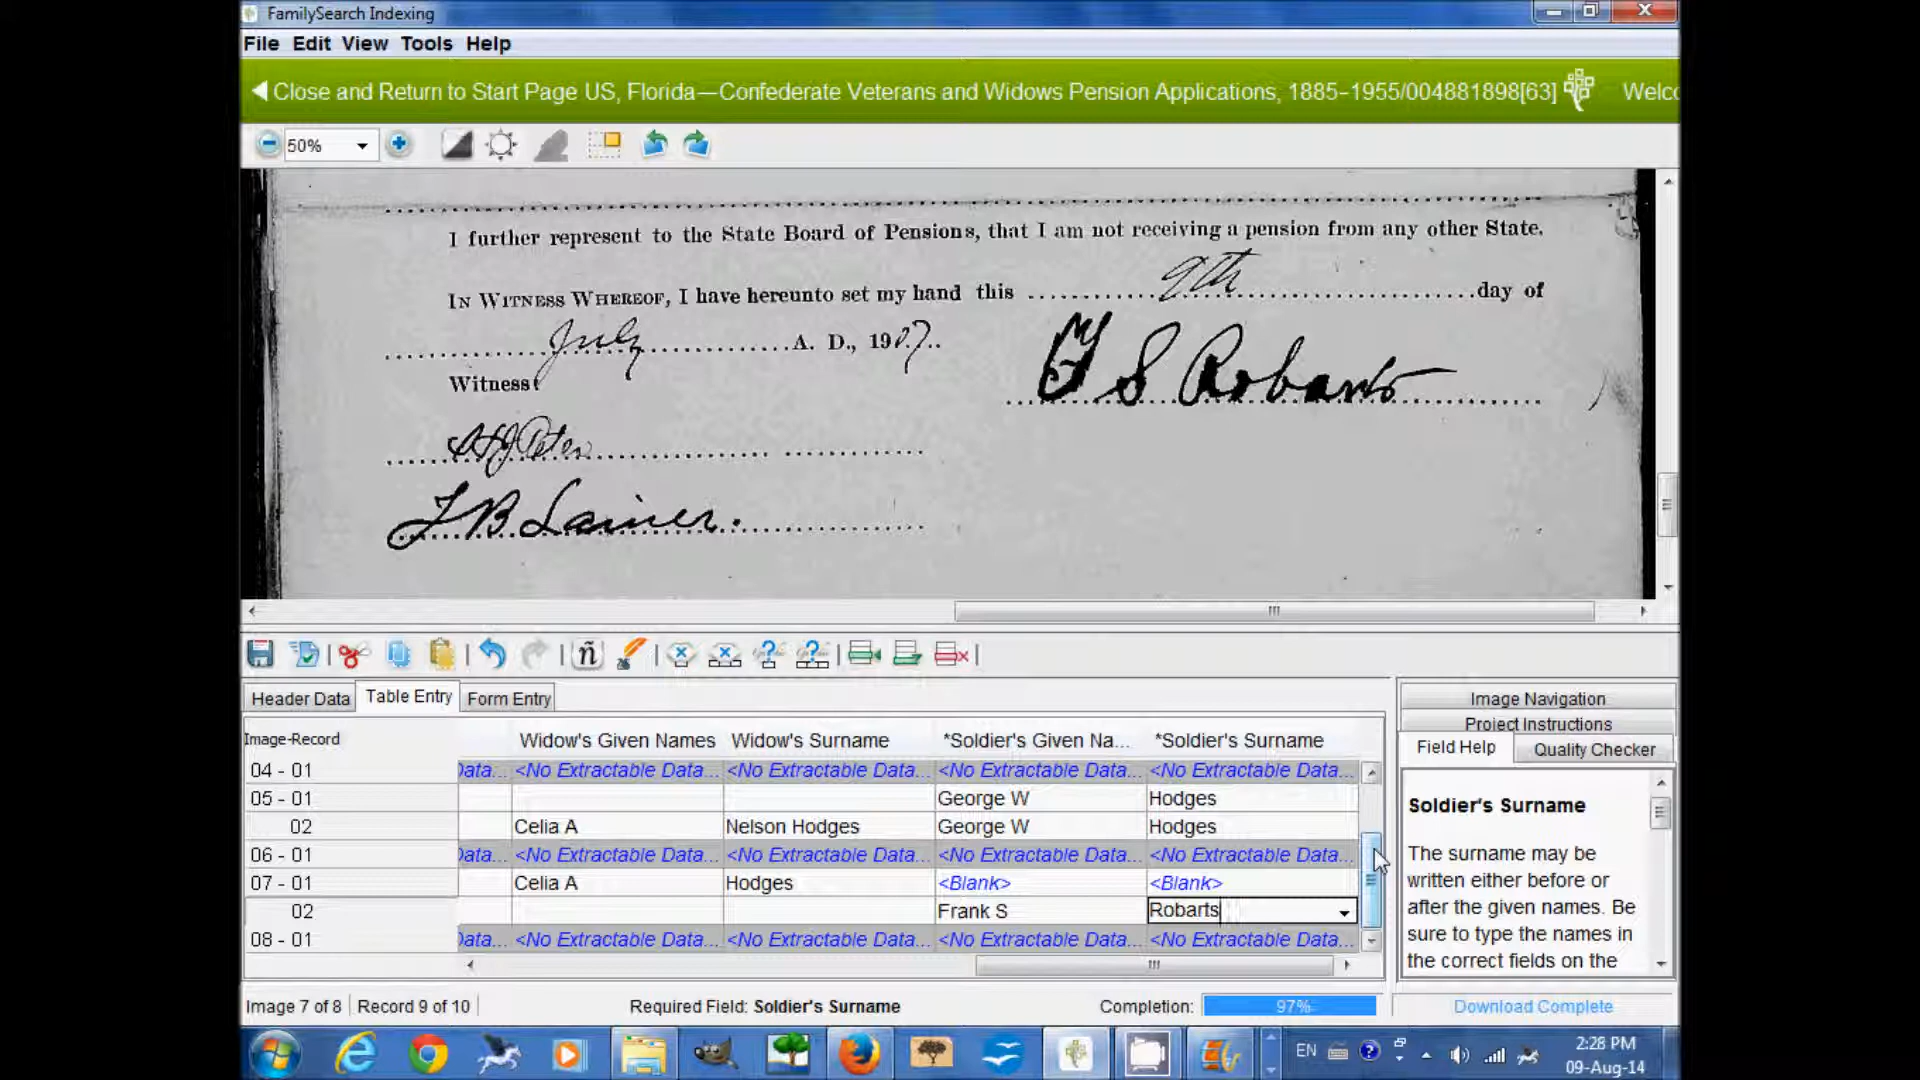 FamilySearch Indexing
File Edit View Tools Help
Close and Return to Start Page US, Florida—Confederate Veterans and Widows Pension Applications, 1885-1955/004881898[63] Welco
50%
I further represent to the State Board of Pensions, that I am not receiving a pension from any other State.
IN WITNESS WHEREOF, I have hereunto set my hand this 9th day of
July A. D., 1907.
S Robarts
Witness
T B Lainer.
ñ
Header Data Table Entry Form Entry
Image Navigation
Project Instructions
Field Help Quality Checker
Image-Record Widow's Given Names Widow's Surname *Soldier's Given Na... *Soldier's Surname
04 - 01 Data... <No Extractable Data... <No Extractable Data... <No Extractable Data... <No Extractable Data...
05 - 01 George W Hodges
02 Celia A Nelson Hodges George W Hodges
06 - 01 Data... <No Extractable Data... <No Extractable Data... <No Extractable Data... <No Extractable Data...
07 - 01 Celia A Hodges <Blank> <Blank>
02 Frank S Robarts
08 - 01 Data... <No Extractable Data... <No Extractable Data... <No Extractable Data... <No Extractable Data...
Soldier's Surname
The surname may be
written either before or
after the given names. Be
sure to type the names in
the correct fields on the
Image 7 of 8 Record 9 of 10 Required Field: Soldier's Surname Completion: 97% Download Complete
EN 2:28 PM
09-Aug-14